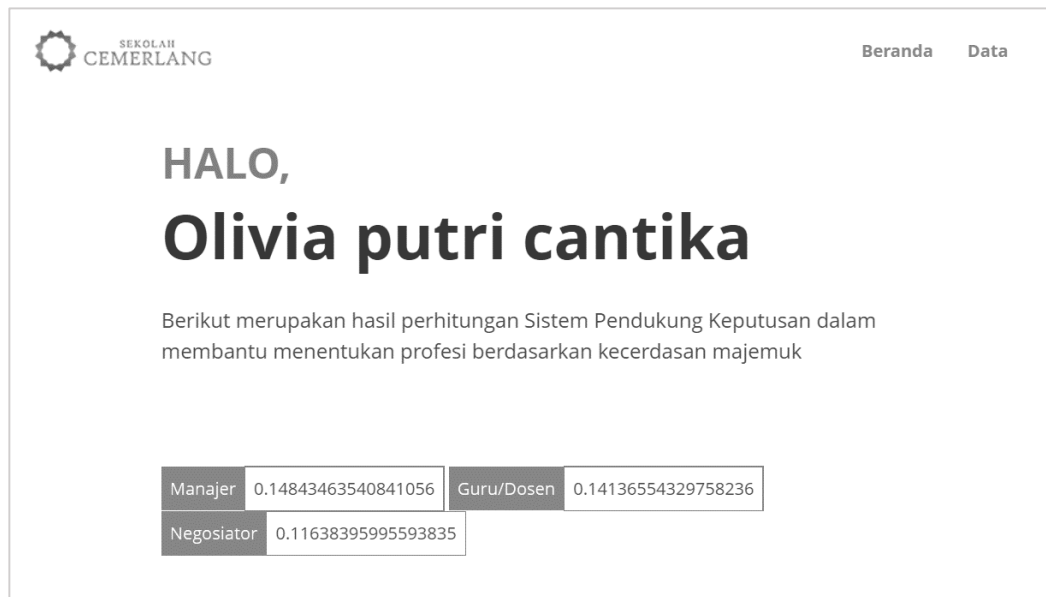 SEKOLAH
CEMERLANG
Beranda Data
HALO,
Olivia putri cantika
Berikut merupakan hasil perhitungan Sistem Pendukung Keputusan dalam
membantu menentukan profesi berdasarkan kecerdasan majemuk
Manajer 0.14843463540841056 Guru/Dosen 0.14136554329758236
Negosiator 0.11638395995593835